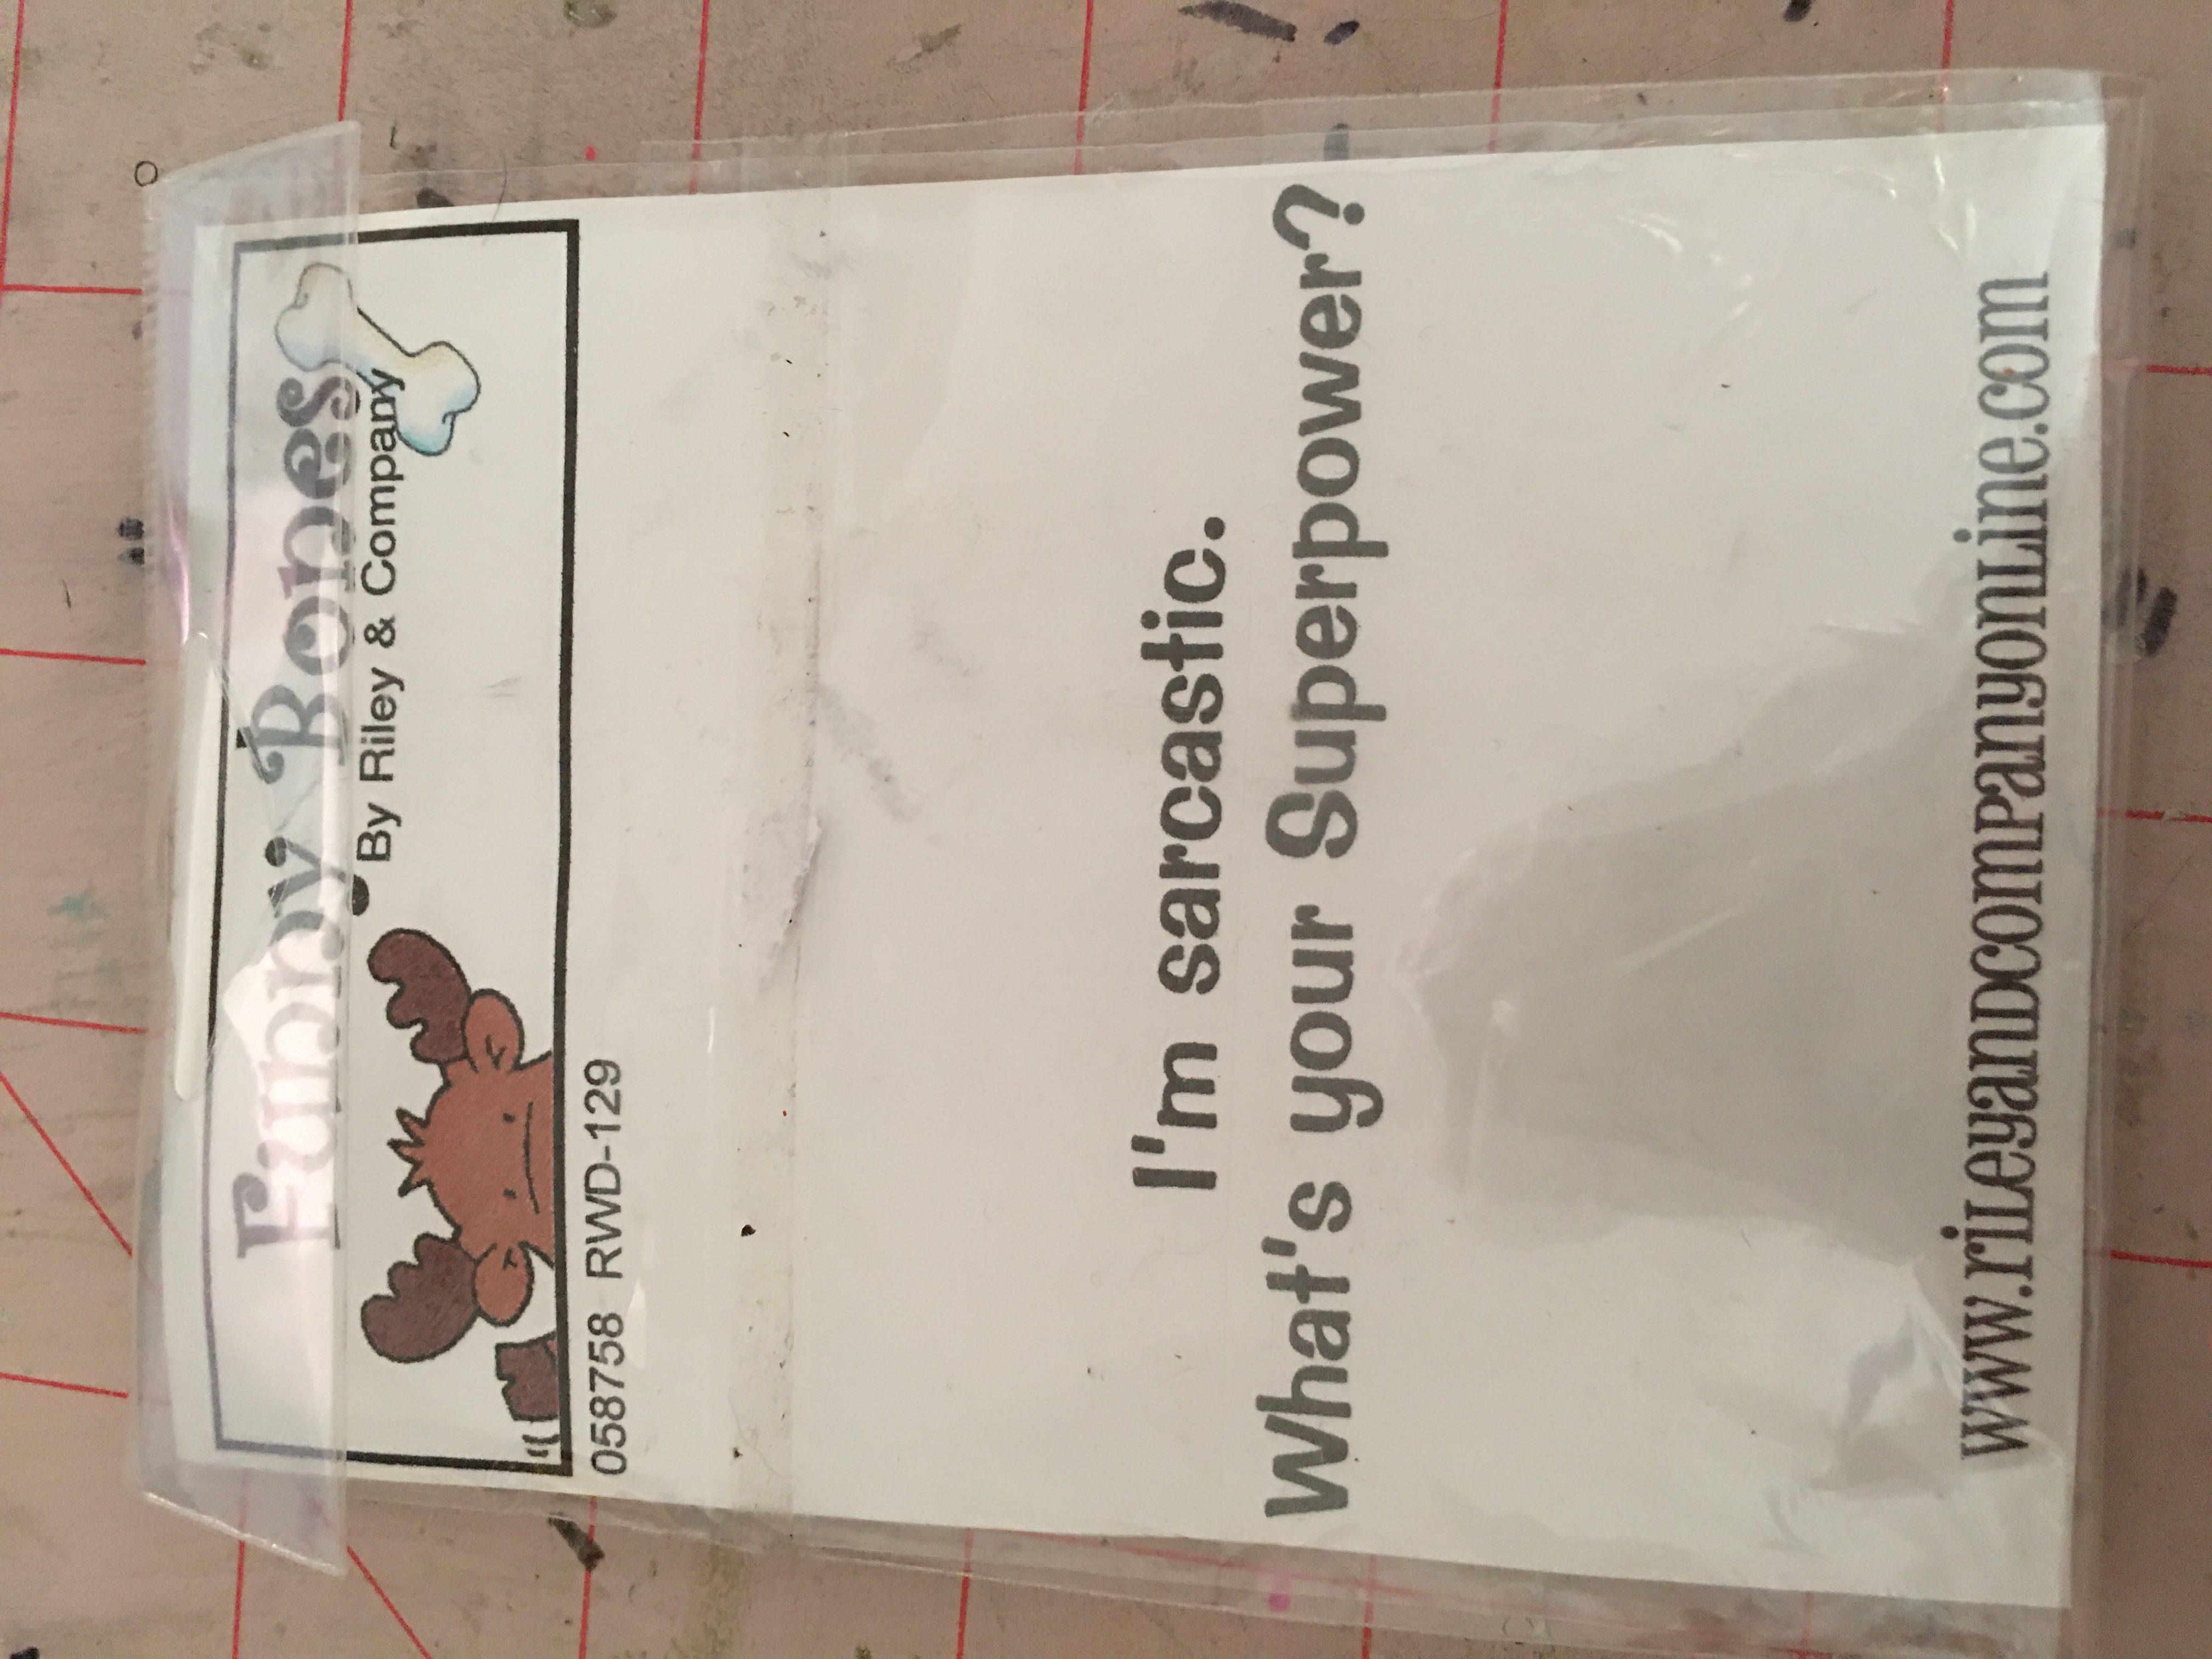 Funny Bones
By Riley & Company
058758 RWD-129
I'm sarcastic.
What's your Superpower?
www.rileyandcompanyonline.com